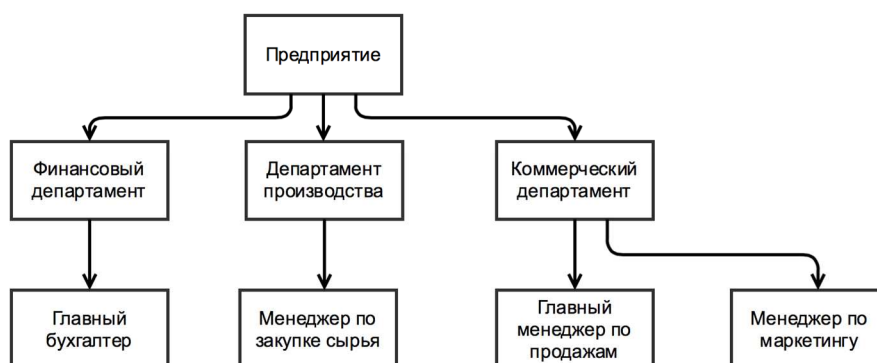 Предприятие
Финансовый
департамент
Департамент
производства
Коммерческий
департамент
Главный
бухгалтер
Менеджер по
закупке сырья
Главный
менеджер по
продажам
Менеджер по
маркетингу